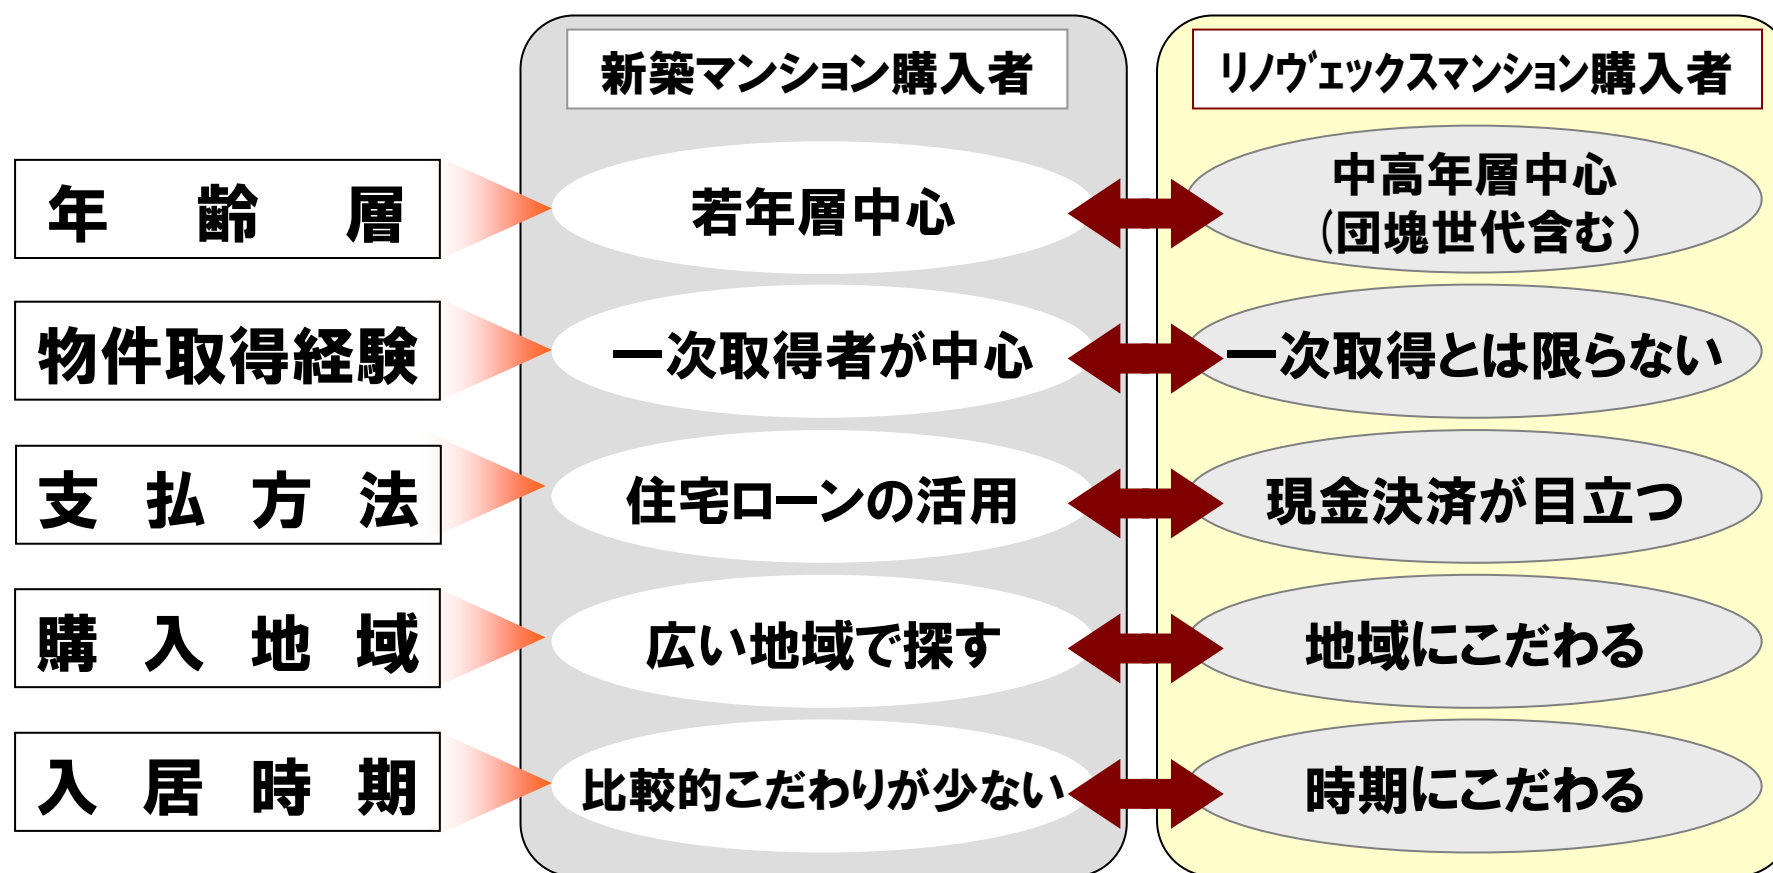 新築マンション購入者
リノヴェックスマンション購入者
年齢層
若年層中心
中高年層中心
(団塊世代含む)
物件取得経験
一次取得者が中心
一次取得とは限らない
支払方法
住宅ローンの活用
現金決済が目立つ
購入地域
広い地域で探す
地域にこだわる
入居時期
比較的こだわりが少ない
時期にこだわる